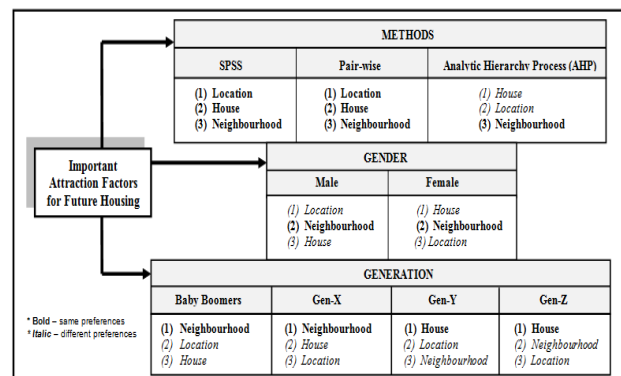 METHODS
SPSS Pair-wise Analytic Hierarchy Process (AHP)
(1) Location (1) Location (1) House
(2) House (2) House (2) Location
(3) Neighbourhood (3) Neighbourhood (3) Neighbourhood
Important
Attraction Factors
for Future Housing
GENDER
Male Female
(1) Location (1) House
(2) Neighbourhood (2) Neighbourhood
(3) House (3) Location
GENERATION
Baby Boomers Gen-X Gen-Y Gen-Z
(1) Neighbourhood (1) Neighbourhood (1) House (1) House
(2) Location (2) House (2) Location (2) Neighbourhood
(3) House (3) Location (3) Neighbourhood (3) Location
* Bold – same preferences
* Italic – different preferences